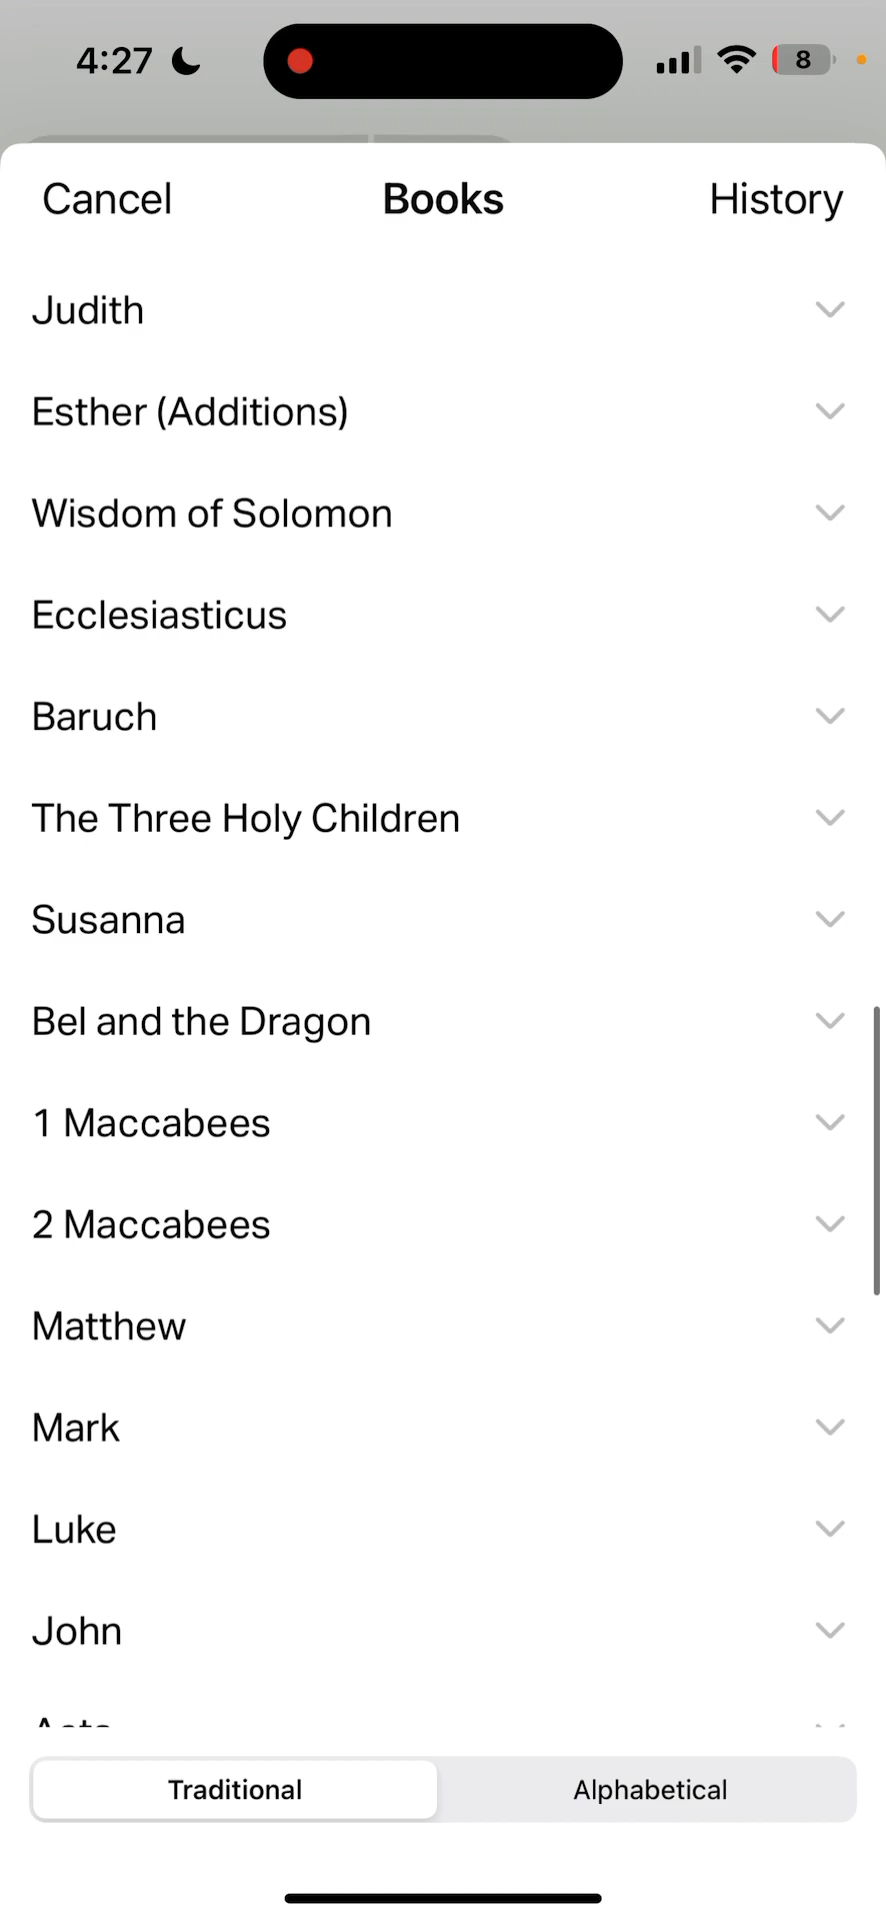 4:27
8
Cancel Books History
Judith
Esther (Additions)
Wisdom of Solomon
Ecclesiasticus
Baruch
The Three Holy Children
Susanna
Bel and the Dragon
1 Maccabees
2 Maccabees
Matthew
Mark
Luke
John
Traditional Alphabetical